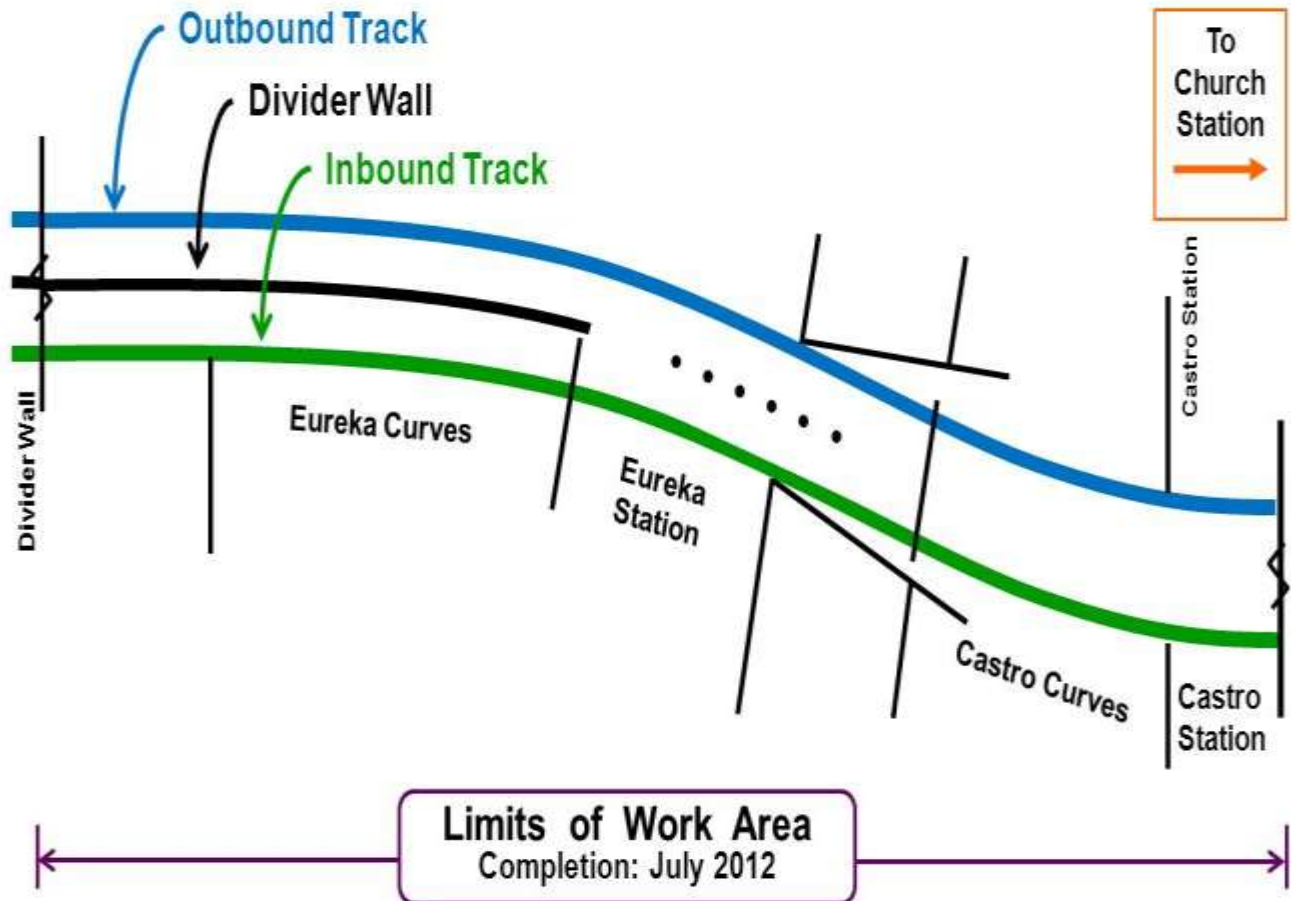 Outbound Track
Divider Wall
Inbound Track
To
Church
Station
Castro Station
Divider Wall
Eureka Curves
Eureka
Station
Castro Curves
Castro
Station
Limits of Work Area
Completion: July 2012